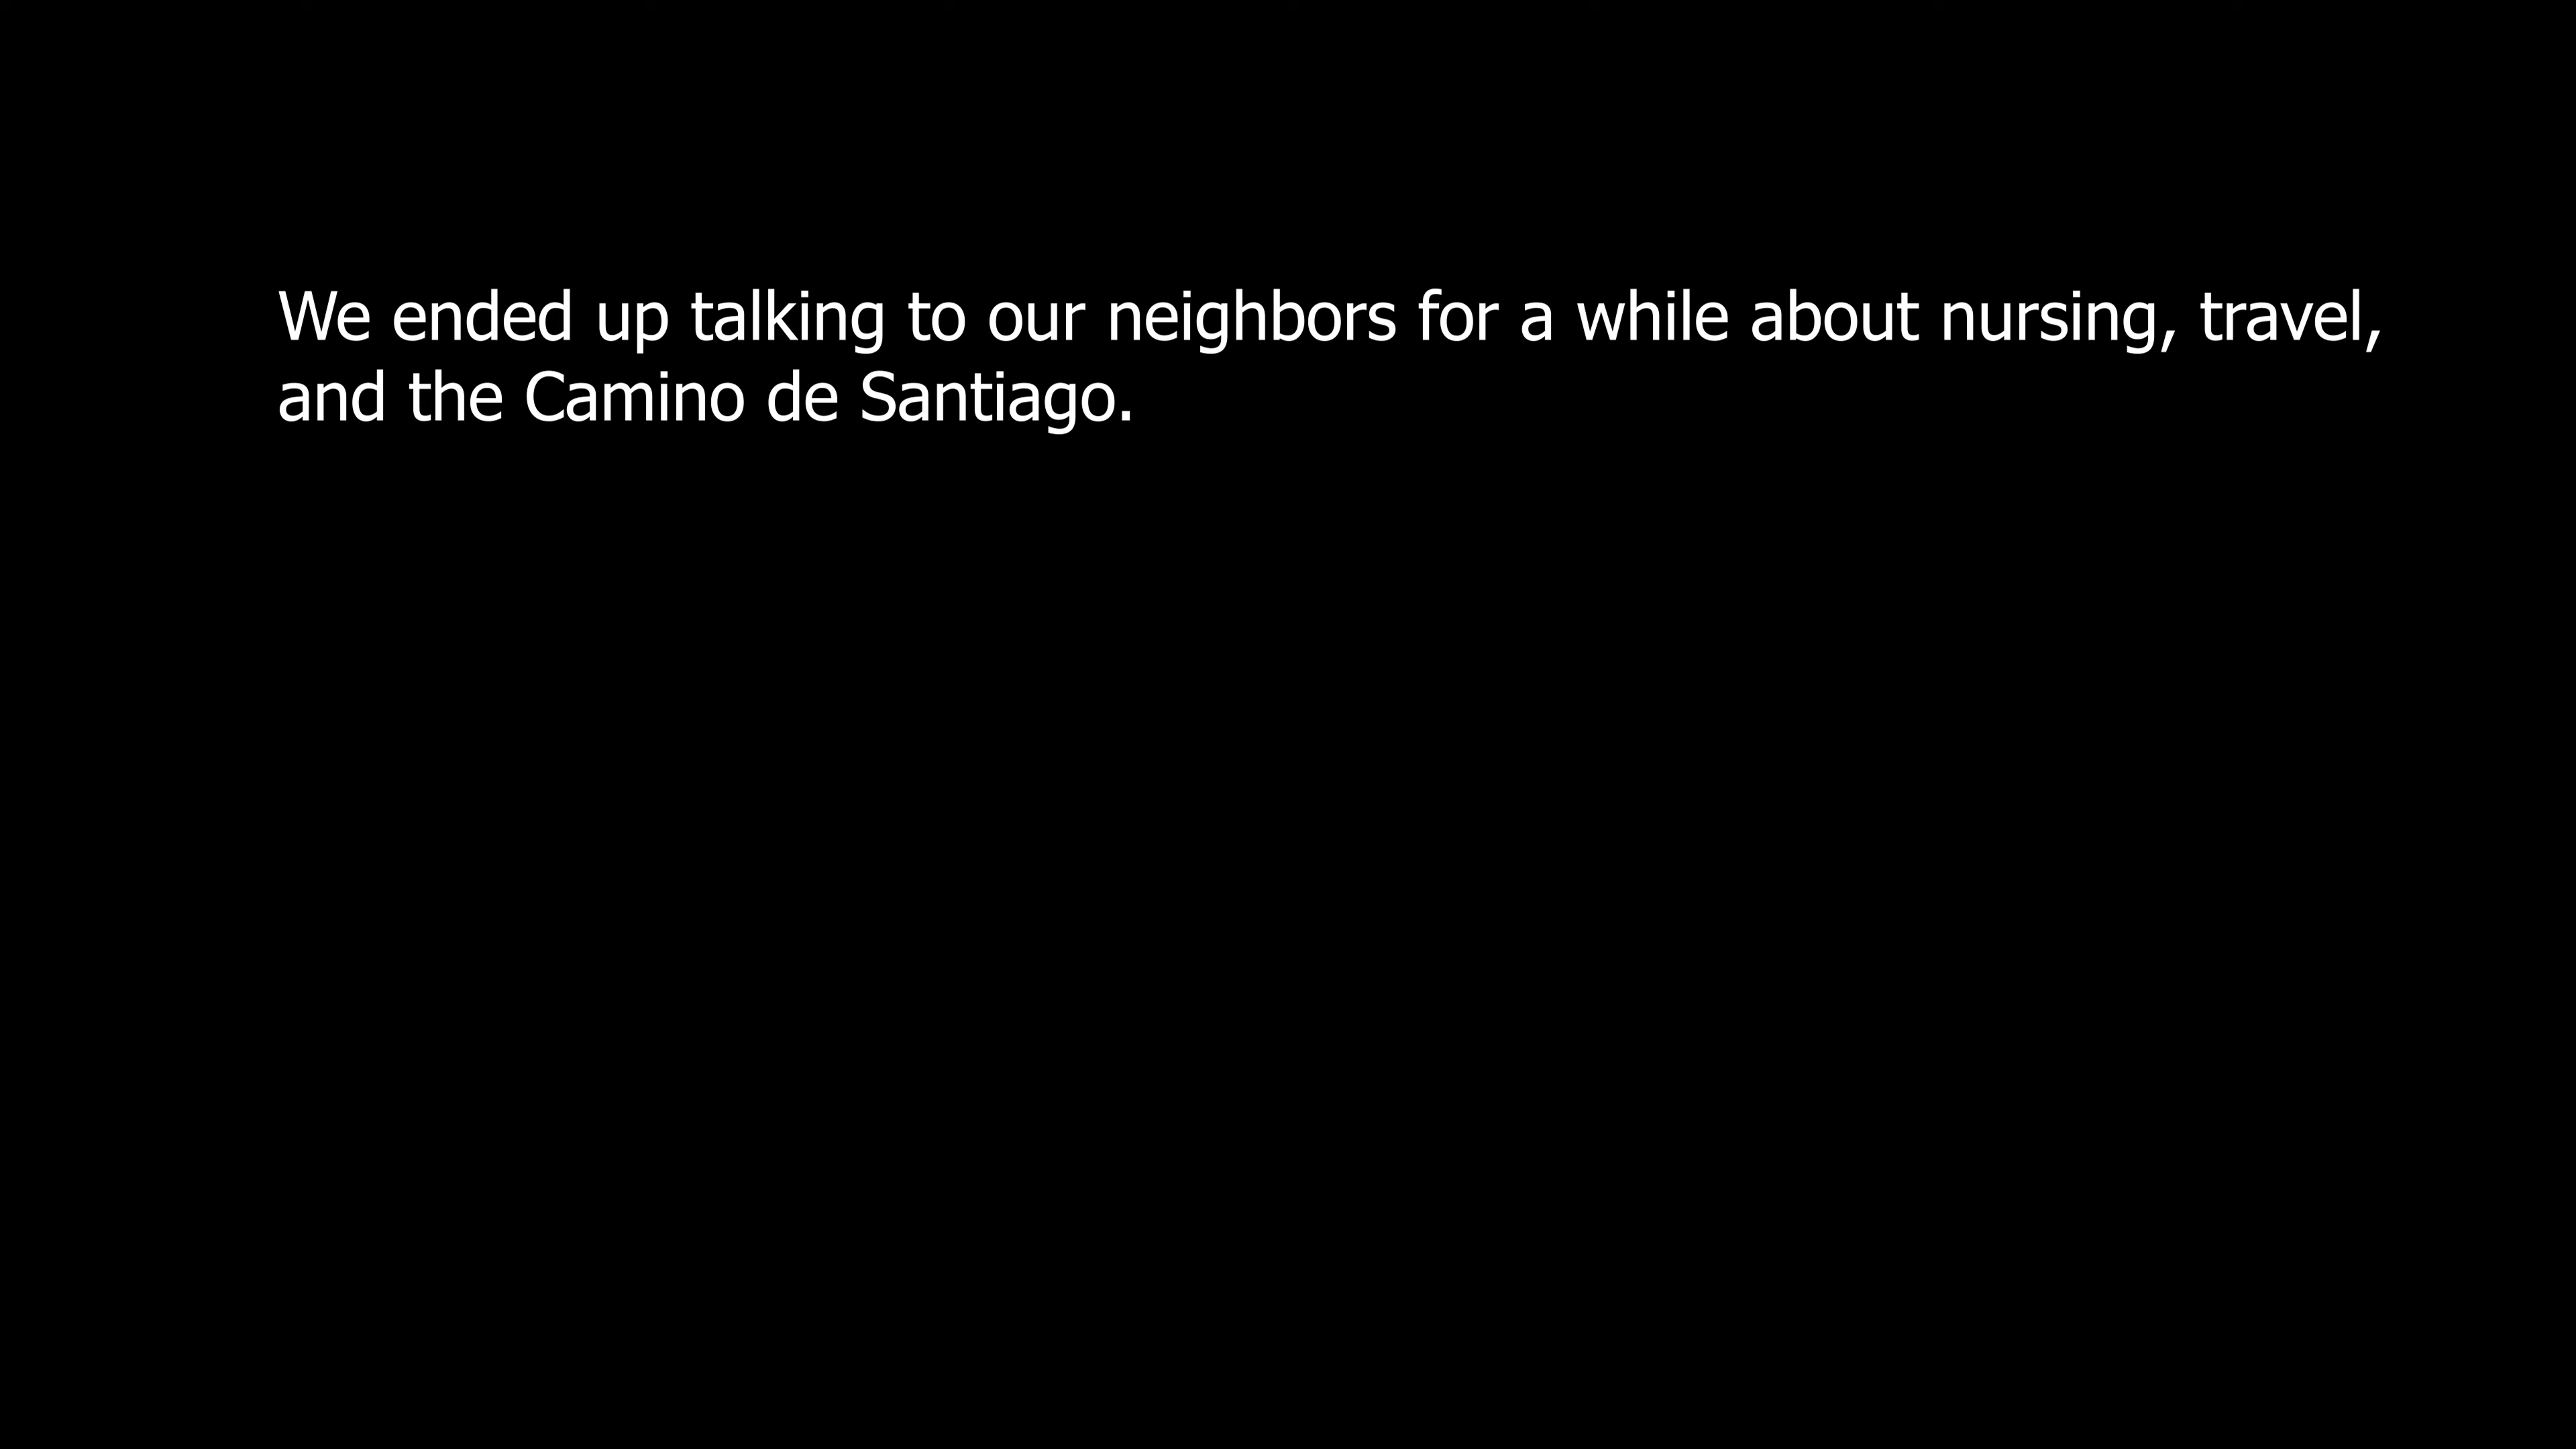 We ended up talking to our neighbors for a while about nursing, travel,
and the Camino de Santiago.